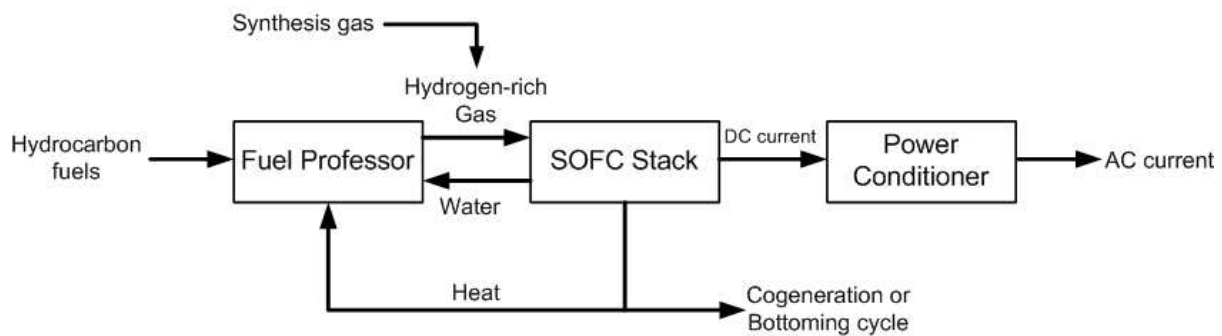 Synthesis gas
Hydrogen-rich
Gas
Hydrocarbon
fuels
Fuel Professor
SOFC Stack
DC current
Power
Conditioner
AC current
Water
Heat
Cogeneration or
Bottoming cycle